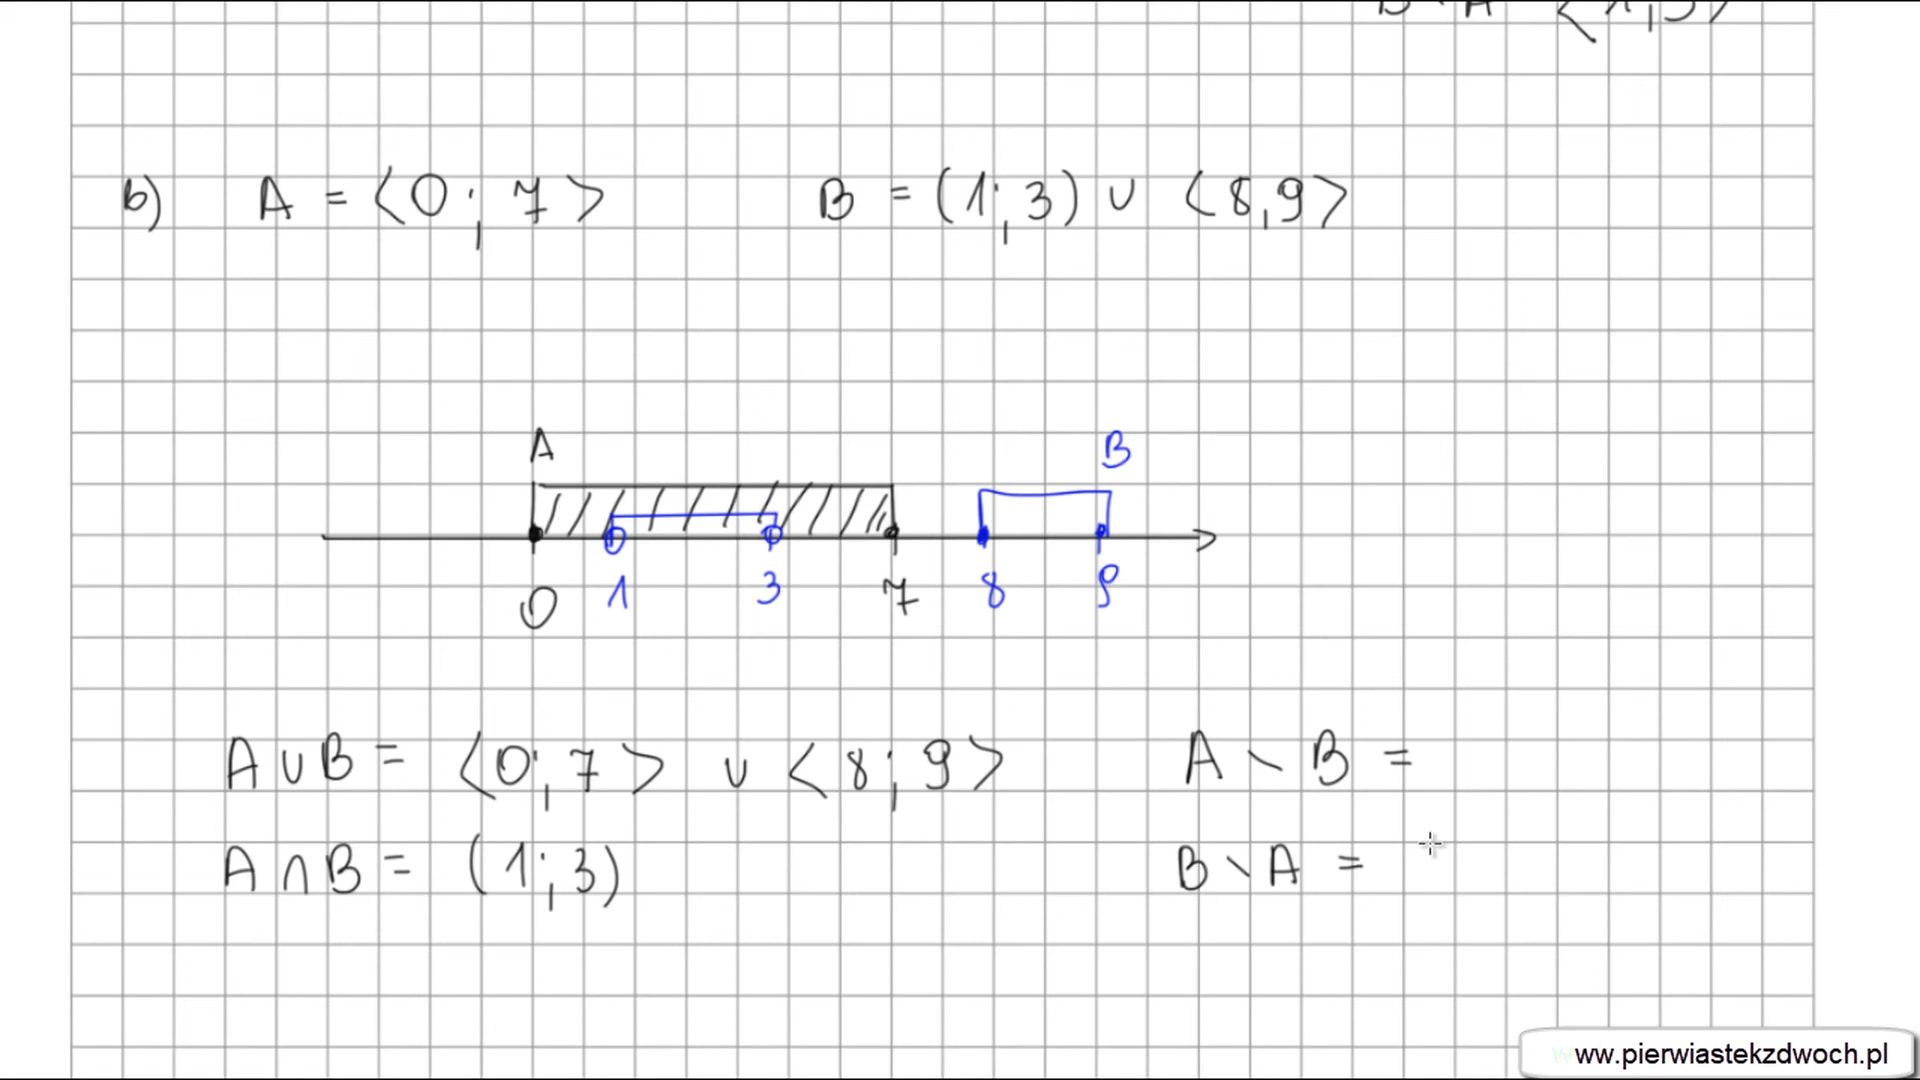 b) A = <0; 7> B = (1; 3) ∪ <8,9>
A B
0 1 3 7 8 9
A∪B = <0; 7> ∪ <8; 9> A \ B =
A∩B = (1; 3) B \ A =
www.pierwiastekzdwoch.pl